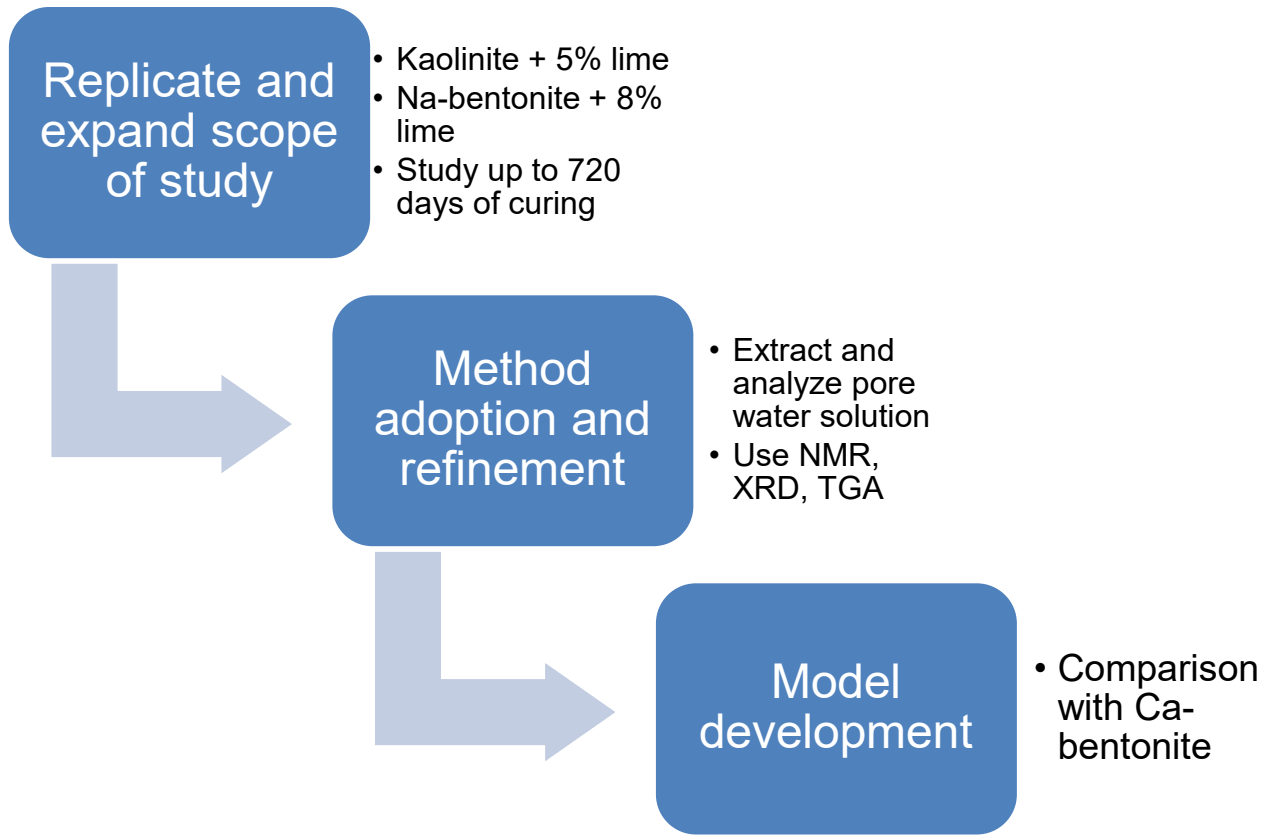 Replicate and
expand scope
of study
• Kaolinite + 5% lime
• Na-bentonite + 8%
lime
• Study up to 720
days of curing
Method
adoption and
refinement
• Extract and
analyze pore
water solution
• Use NMR,
XRD, TGA
Model
development
• Comparison
with Ca-
bentonite